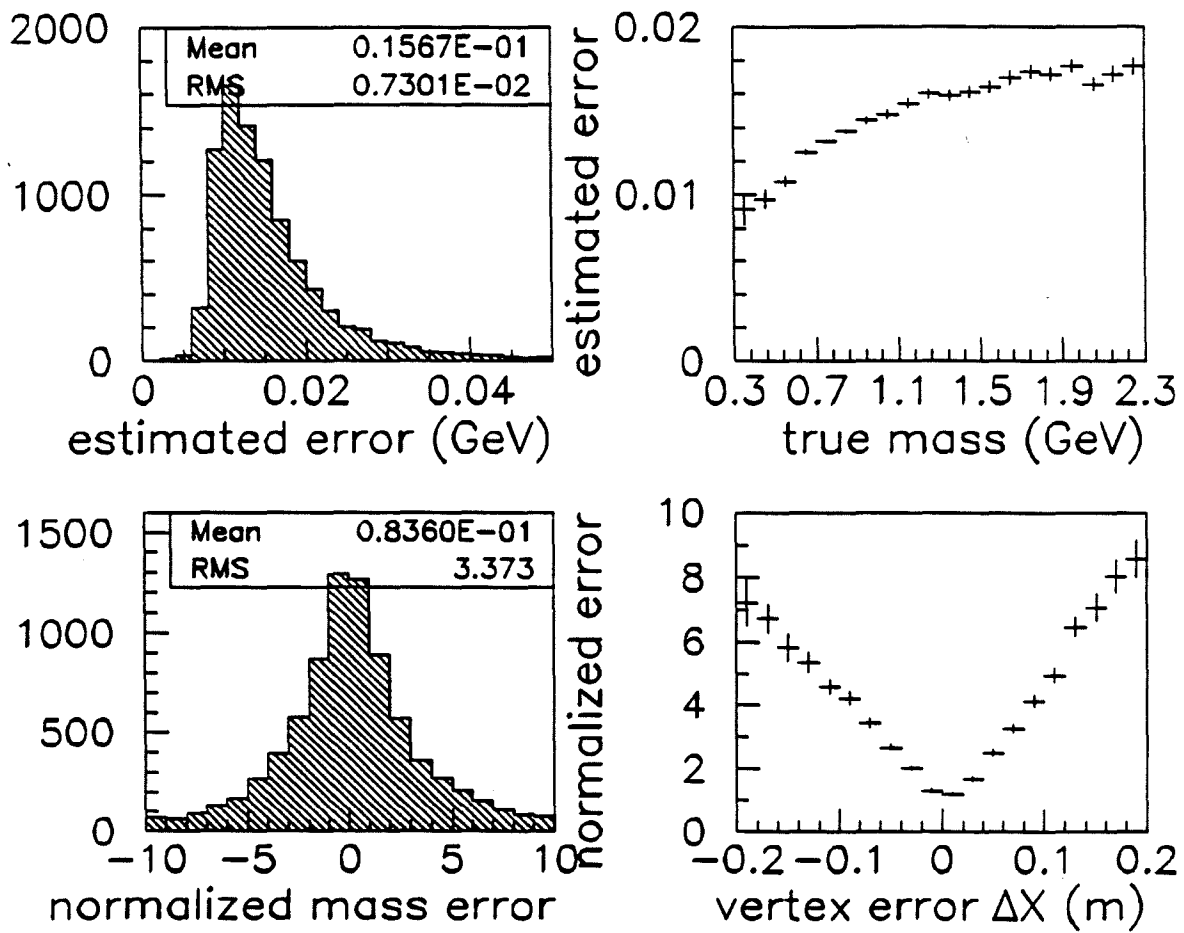 2000
1000
0
Mean 0.1567E-01
RMS 0.7301E-02
0 0.02 0.04
estimated error (GeV)
estimated error
0.02
0.01
0
0.3 0.7 1.1 1.5 1.9 2.3
true mass (GeV)
1500
1000
500
0
Mean 0.8360E-01
RMS 3.373
-10 -5 0 5 10
normalized mass error
normalized error
10
8
6
4
2
0
-0.2 -0.1 0 0.1 0.2
vertex error ΔX (m)